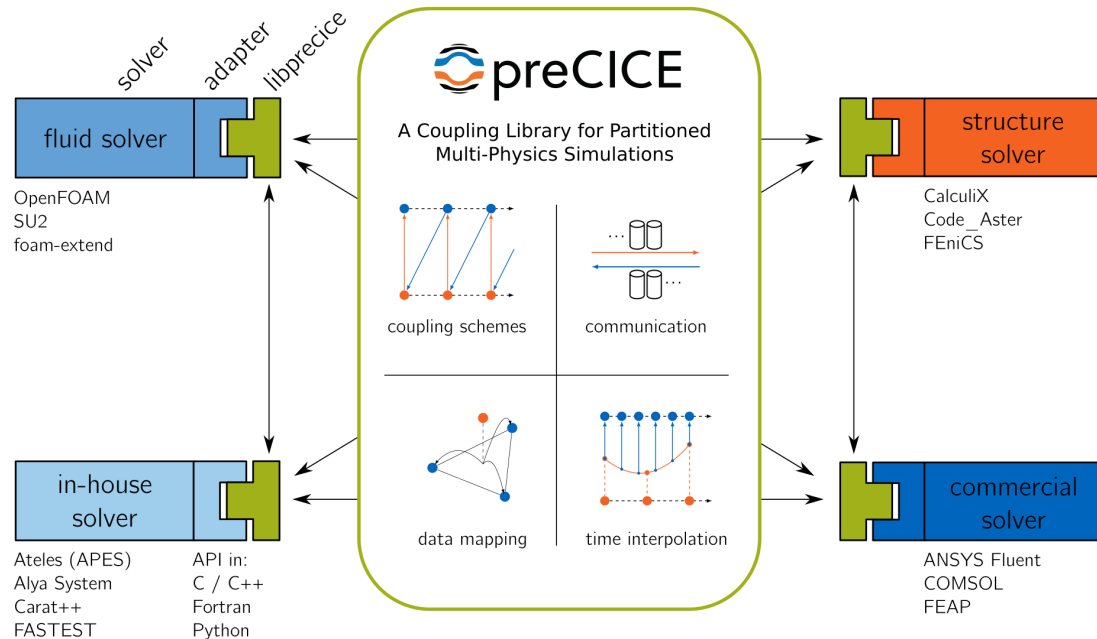 solver
adapter
libprecice
fluid solver
OpenFOAM
SU2
foam-extend
preCICE
A Coupling Library for Partitioned
Multi-Physics Simulations
...
coupling schemes
communication
...
data mapping
time interpolation
structure
solver
CalculiX
Code_Aster
FEniCS
in-house
solver
Ateles (APES)
Alya System
Carat++
FASTEST
API in:
C / C++
Fortran
Python
commercial
solver
ANSYS Fluent
COMSOL
FEAP